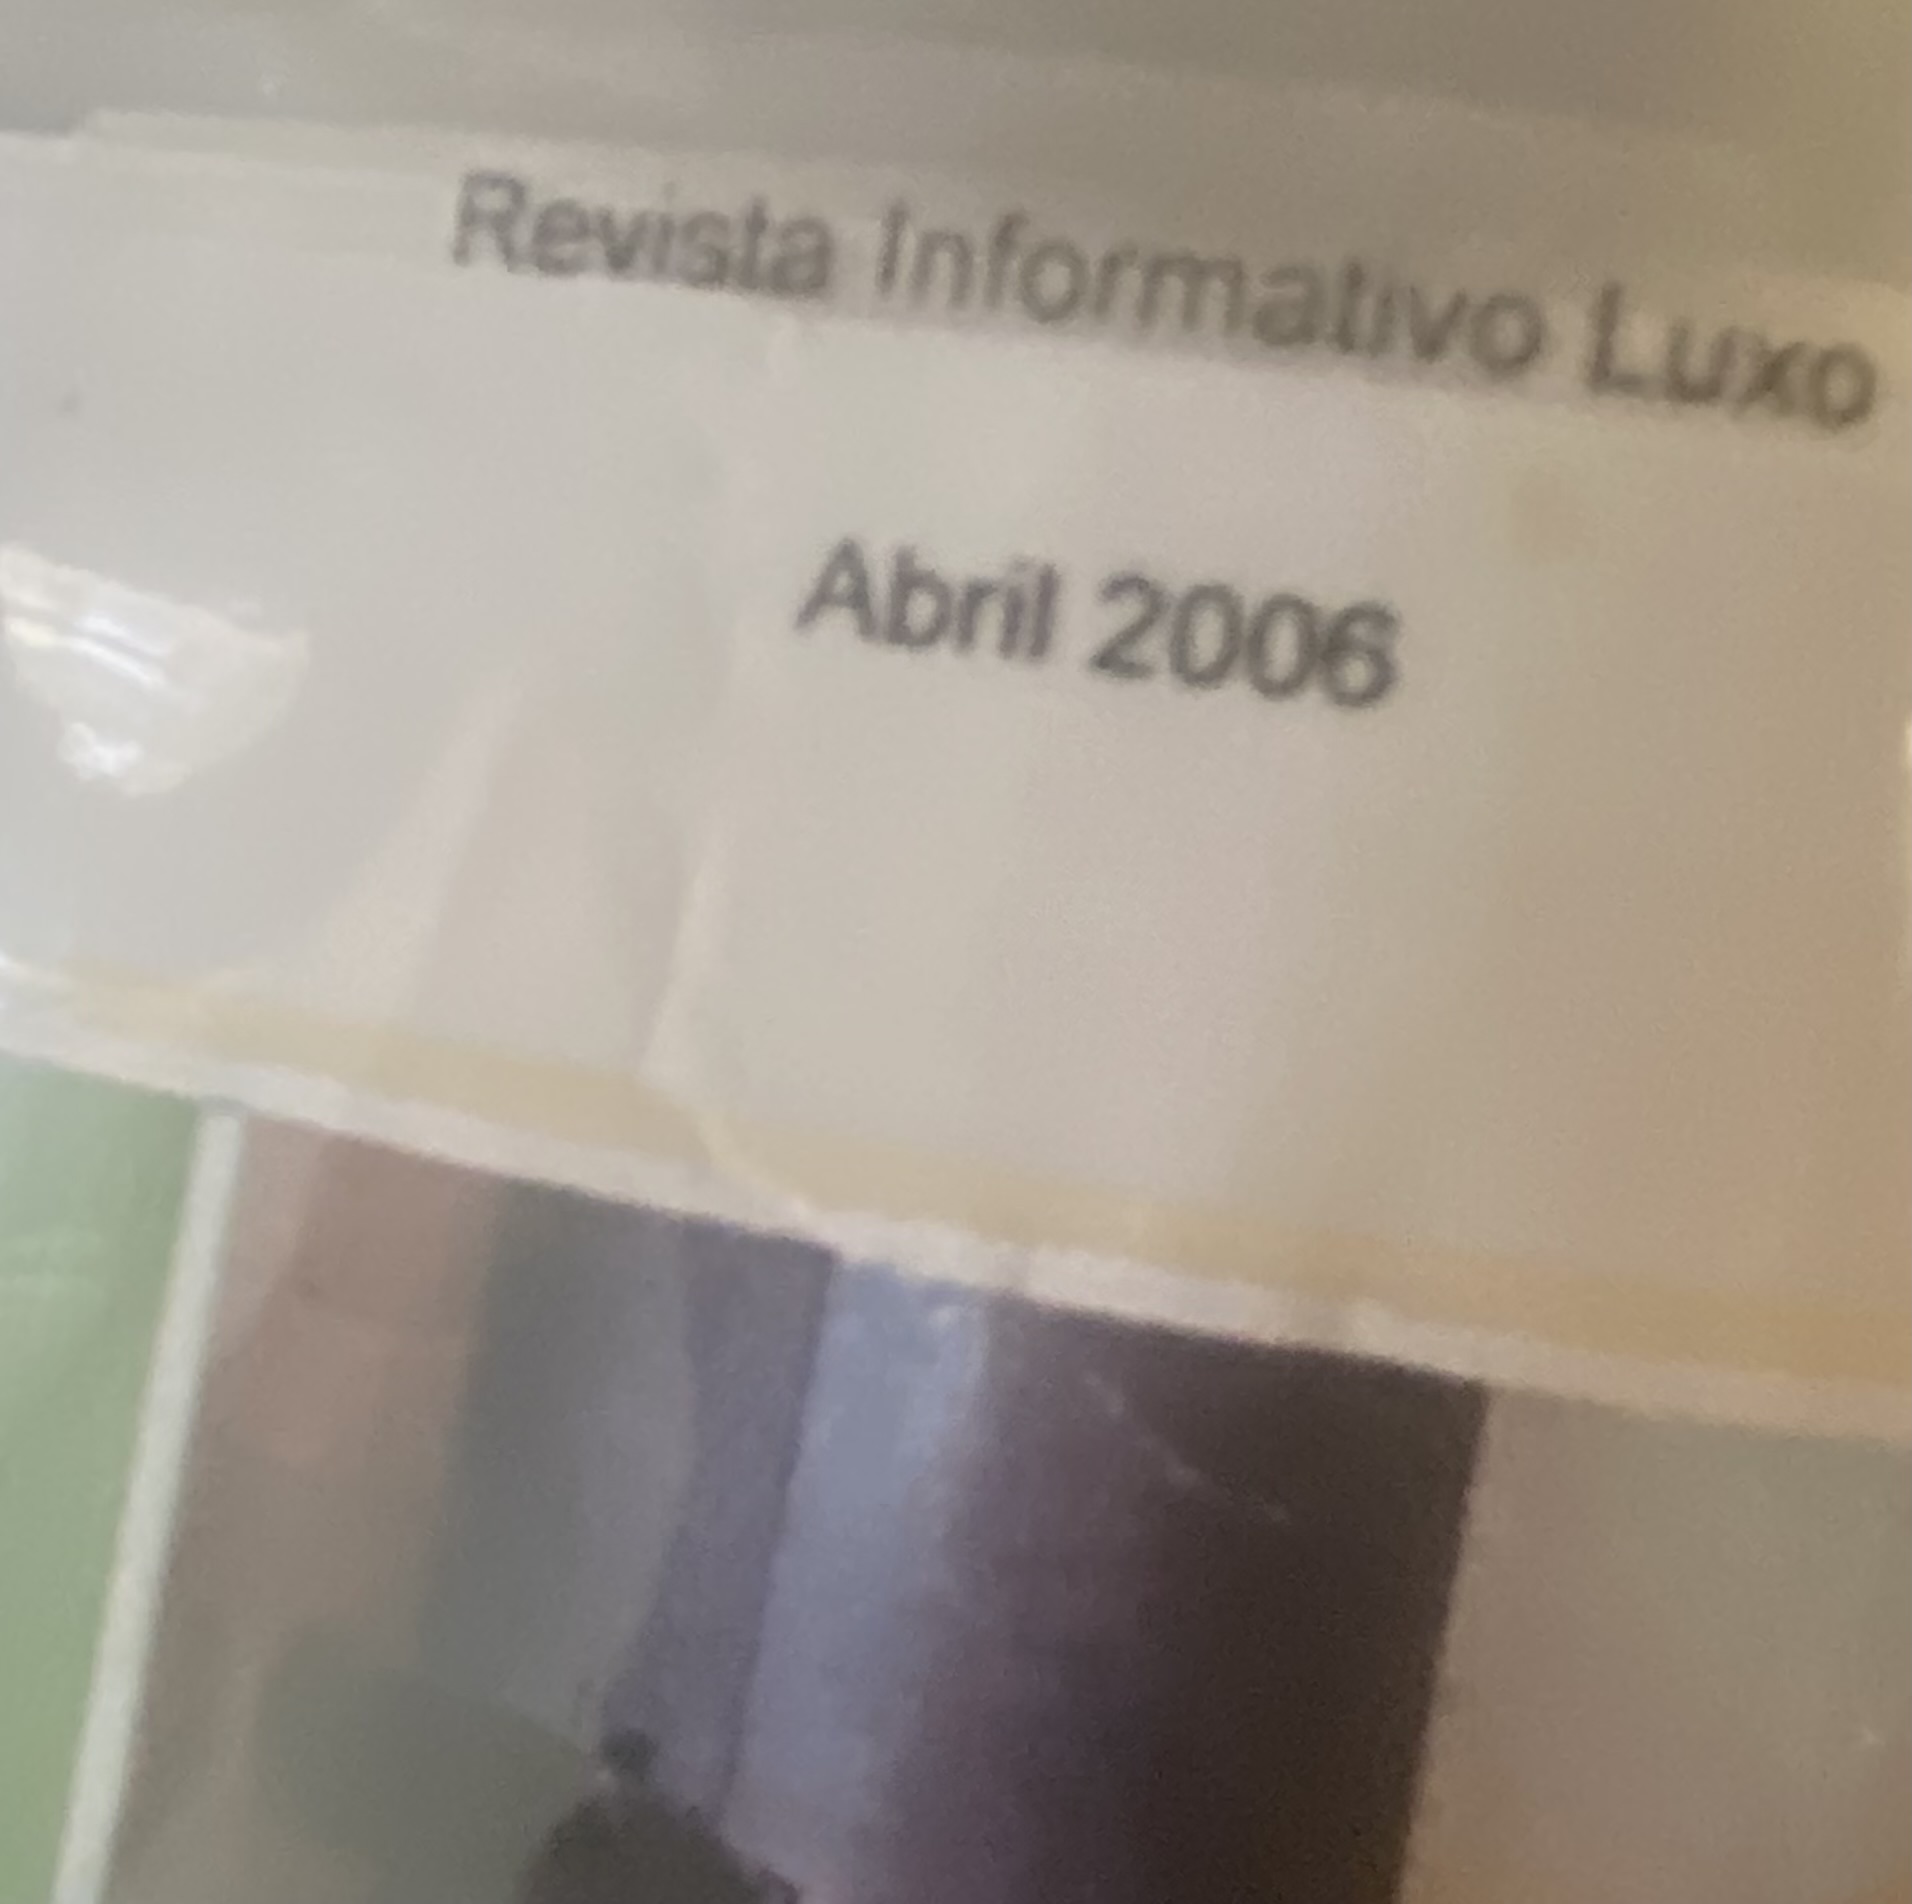 Revista Informativo Luxo
Abril 2006